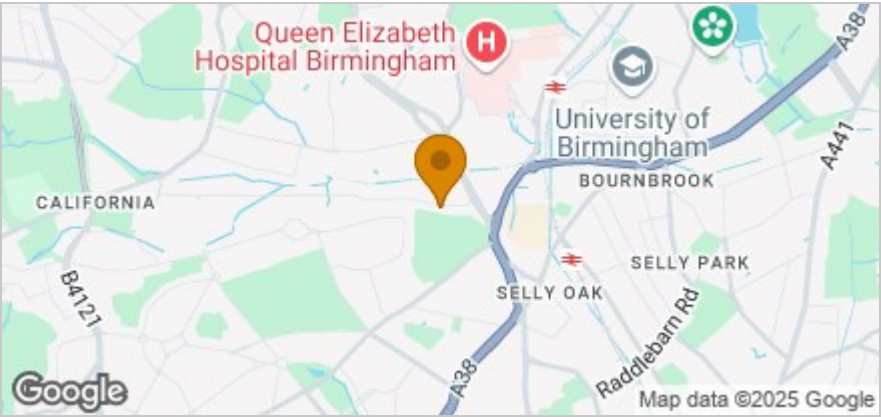 Queen Elizabeth
Hospital Birmingham
H
A38
University of
Birmingham
A441
BOURNBROOK
CALIFORNIA
B4121
SELLY PARK
SELLY OAK
Raddlebarn Rd
A38
Google
Map data ©2025 Google